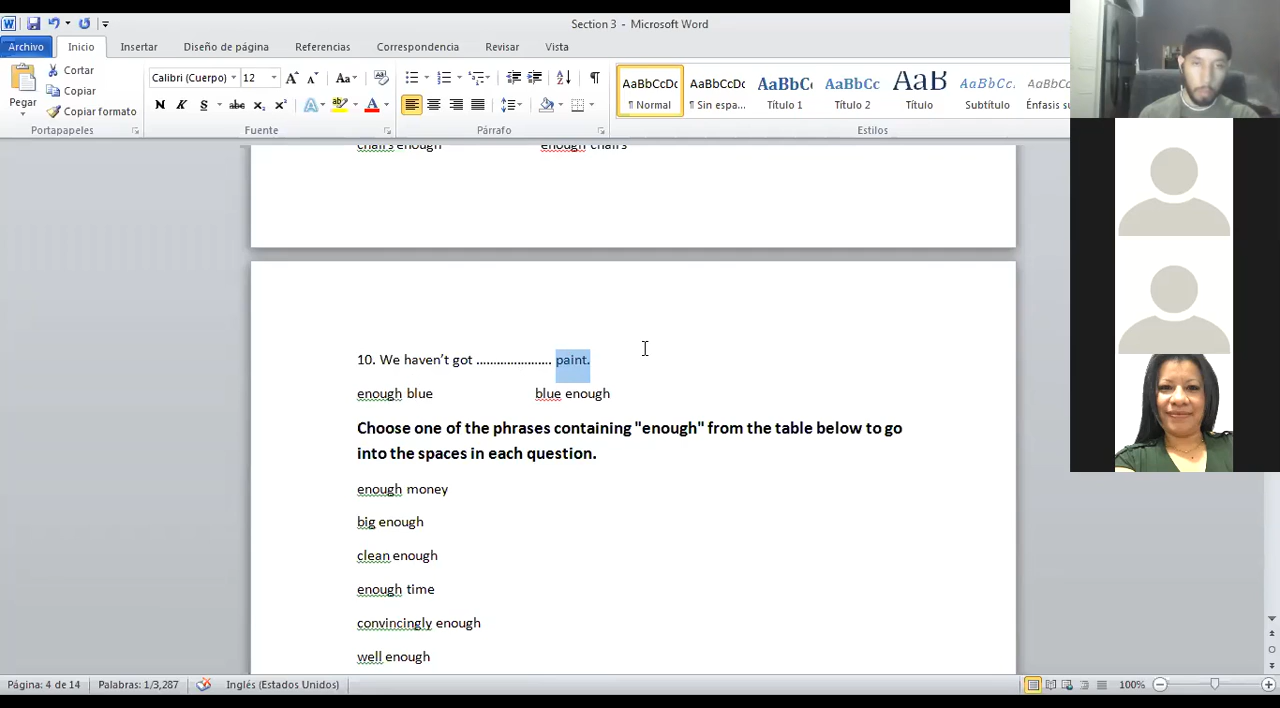 Section 3 - Microsoft Word
Archivo Inicio Insertar Diseño de página Referencias Correspondencia Revisar Vista
Pegar
Cortar
Copiar
Copiar formato
Portapapeles
Calibri (Cuerpo) 12
Fuente
Párrafo
AaBbCcDc AaBbCcDc AaBbC AaBbCc AaB AaBbCc. AaBbCcDc
¶ Normal ¶ Sin espa... Título 1 Título 2 Título Subtítulo Énfasis su
Estilos
chairs enough enough chairs
10. We haven’t got ...................... paint.
enough blue blue enough
Choose one of the phrases containing "enough" from the table below to go
into the spaces in each question.
enough money
big enough
clean enough
enough time
convincingly enough
well enough
Página: 4 de 14 Palabras: 1/3,287 Inglés (Estados Unidos) 100%